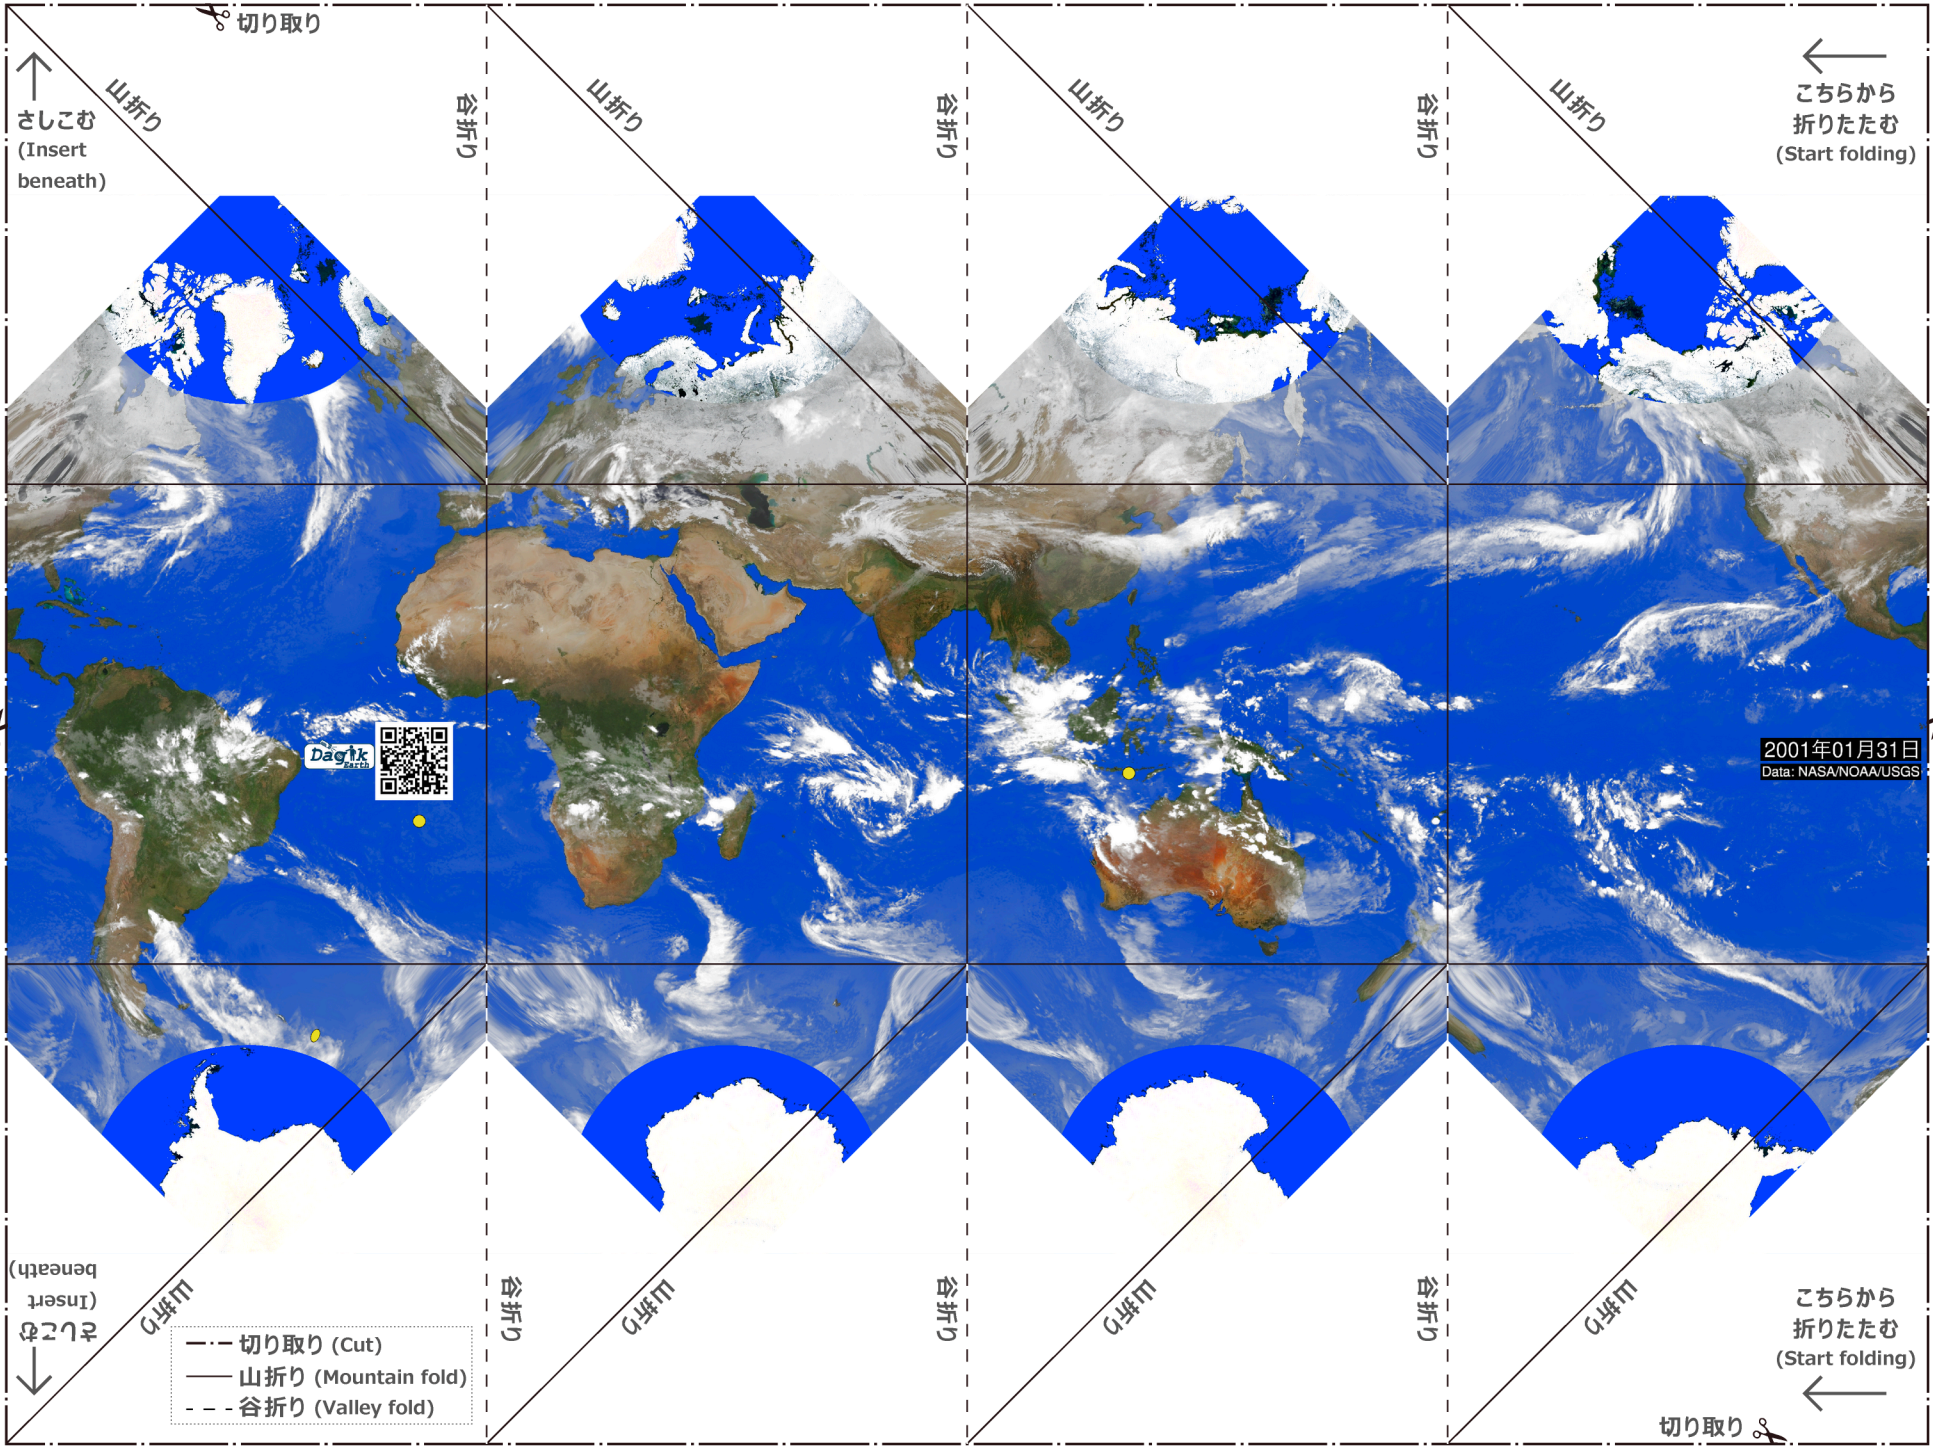 切り取り
さしこむ
(Insert
beneath)
山折り
谷折り
山折り
谷折り
山折り
谷折り
山折り
こちらから
折りたたむ
(Start folding)
Dagik
Earth
2001年01月31日
Data: NASA/NOAA/USGS
さしこむ
(Insert
beneath)
山折り
谷折り
山折り
谷折り
山折り
谷折り
山折り
こちらから
折りたたむ
(Start folding)
切り取り (Cut)
山折り (Mountain fold)
谷折り (Valley fold)
切り取り